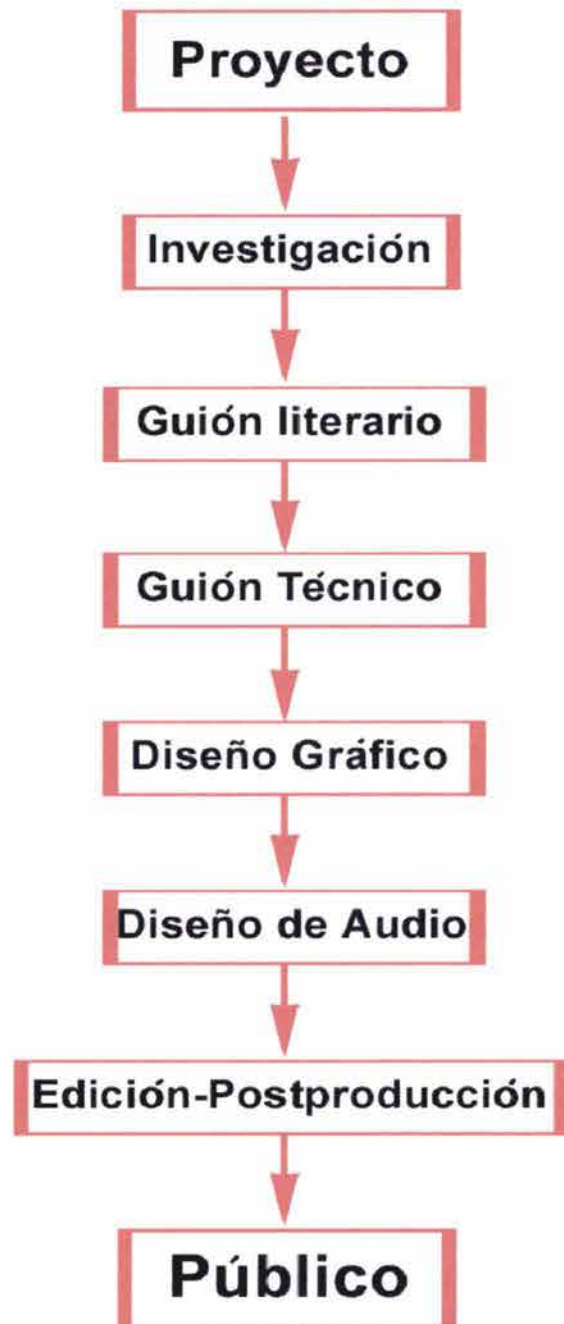 Proyecto
Investigación
Guión literario
Guión Técnico
Diseño Gráfico
Diseño de Audio
Edición-Postproducción
Público